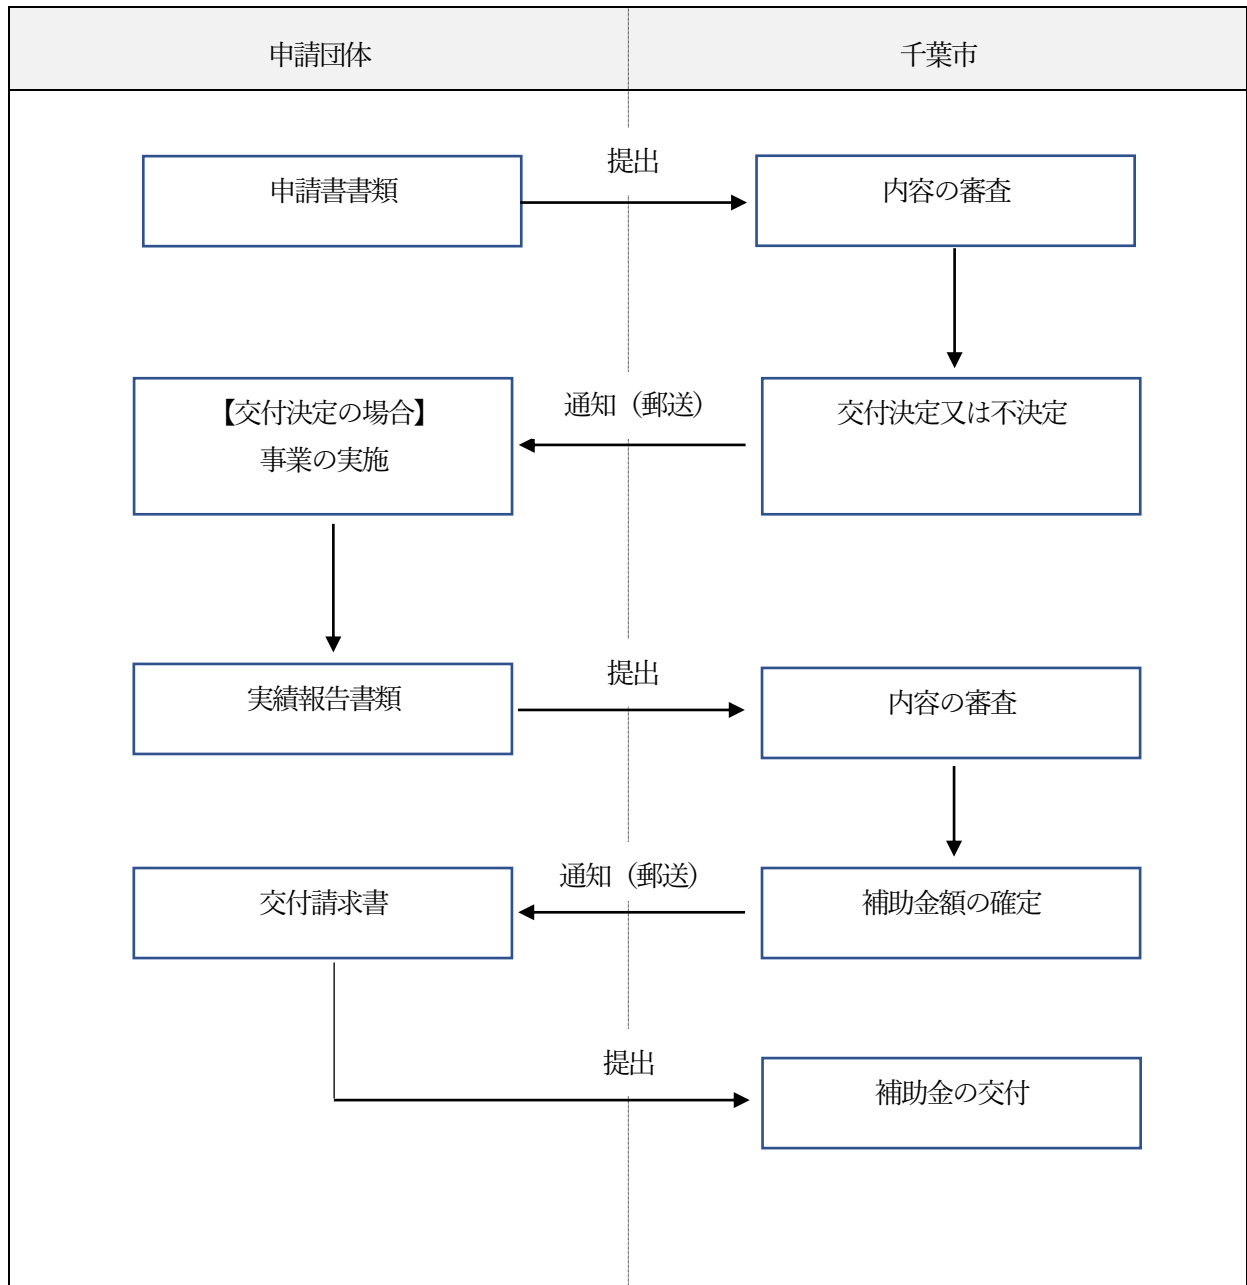 申請団体
千葉市
提出
申請書書類
内容の審査
通知（郵送）
【交付決定の場合】
事業の実施
交付決定又は不決定
提出
実績報告書類
内容の審査
通知（郵送）
交付請求書
補助金額の確定
提出
補助金の交付